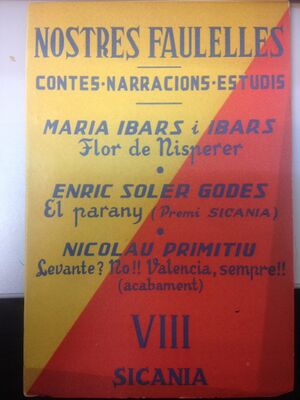 NOSTRES FAULELLES
CONTES·NARRACIONS·ESTUDIS
MARIA IBARS i IBARS
Flor de Nisperer
ENRIC SOLER GODES
El parany (Premi SICANIA)
NICOLAU PRIMITIU
Levante? No!! Valencia, sempre!!
(acabament)
VIII
SICANIA